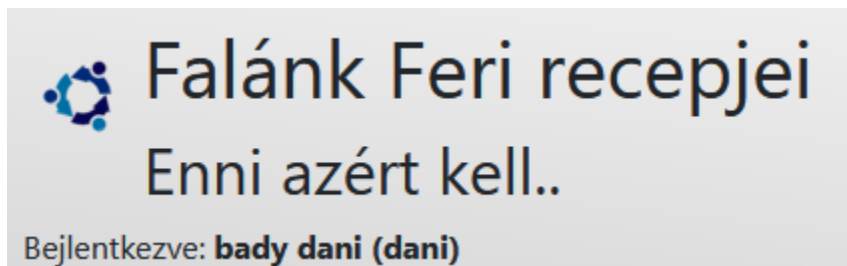 Falánk Feri recepjei
Enni azért kell..
Bejlentkezve: bady dani (dani)